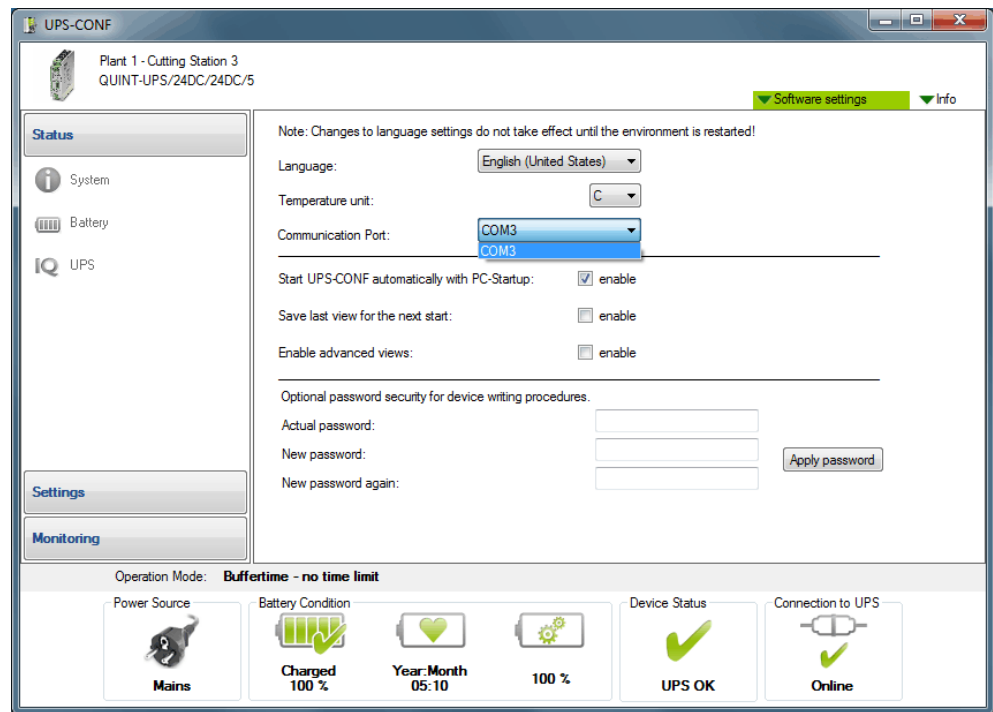 UPS-CONF
Plant 1 - Cutting Station 3
QUINT-UPS/24DC/24DC/5
Software settings
Info
Status
System
Battery
IQ UPS
Settings
Monitoring
Note: Changes to language settings do not take effect until the environment is restarted!
Language: English (United States)
Temperature unit: C
Communication Port: COM3
COM3
Start UPS-CONF automatically with PC-Startup: enable
Save last view for the next start: enable
Enable advanced views: enable
Optional password security for device writing procedures.
Actual password:
New password:
Apply password
New password again:
Operation Mode: Buffertime - no time limit
Power Source
Mains
Battery Condition
Charged
100 %
Year:Month
05:10
100 %
Device Status
UPS OK
Connection to UPS
Online